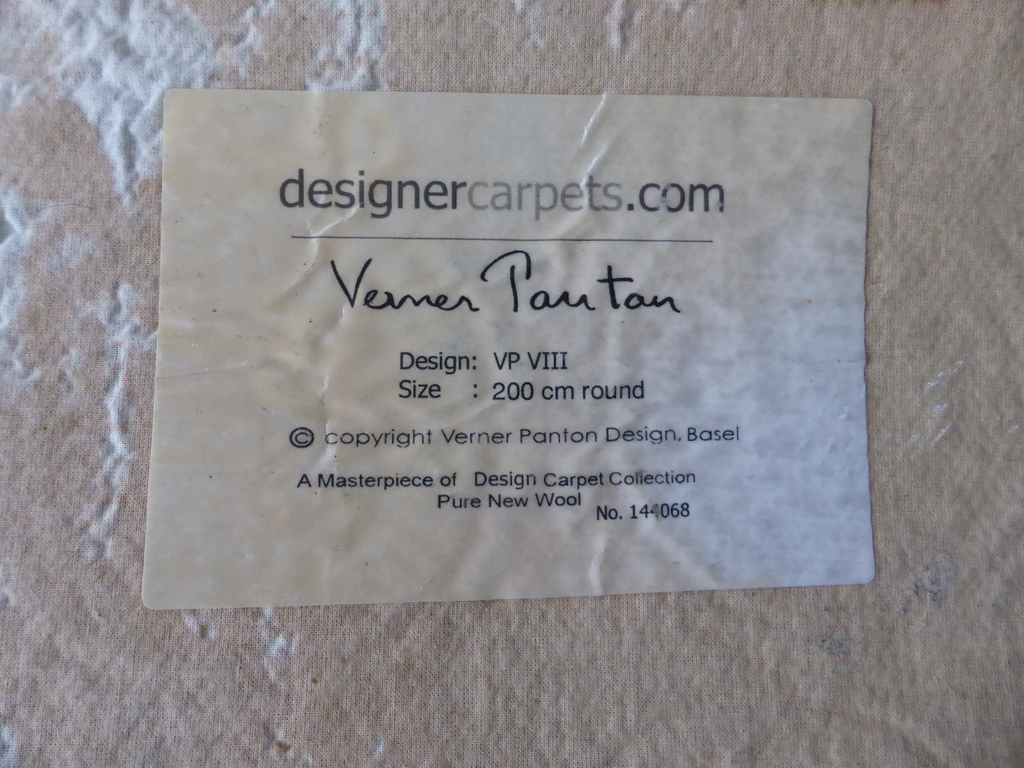 designercarpets.com
Verner Panton
Design: VP VIII
Size : 200 cm round
© copyright Verner Panton Design, Basel
A Masterpiece of Design Carpet Collection
Pure New Wool
No. 144068